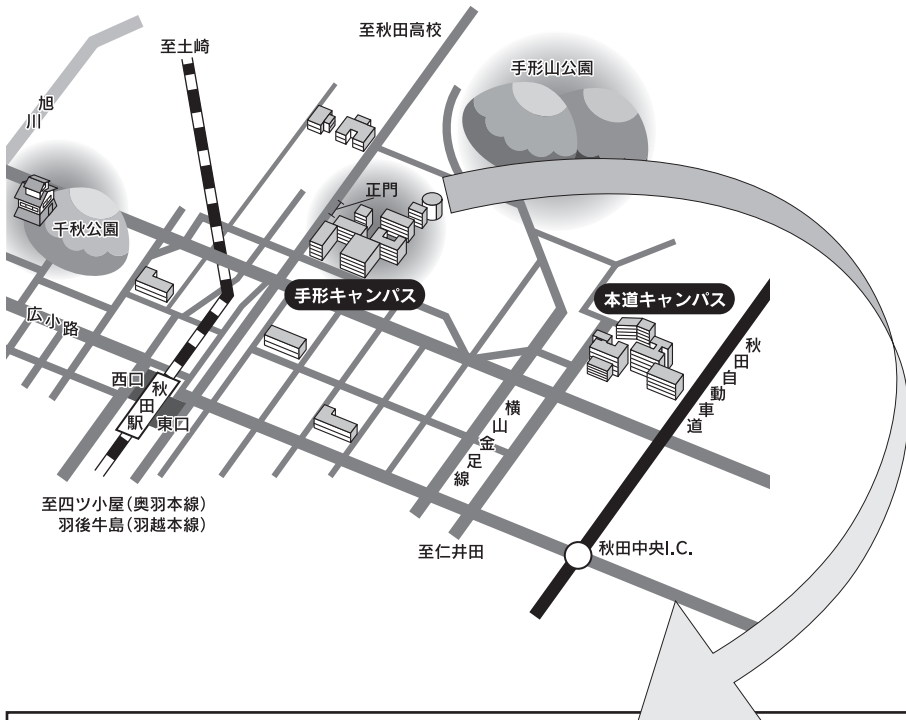 至秋田高校
至土崎
手形山公園
旭川
正門
千秋公園
手形キャンパス
本道キャンパス
広小路
秋田自動車道
西口
秋田駅
東口
横山金足線
至四ツ小屋(奥羽本線)
羽後牛島(羽越本線)
至仁井田
秋田中央I.C.